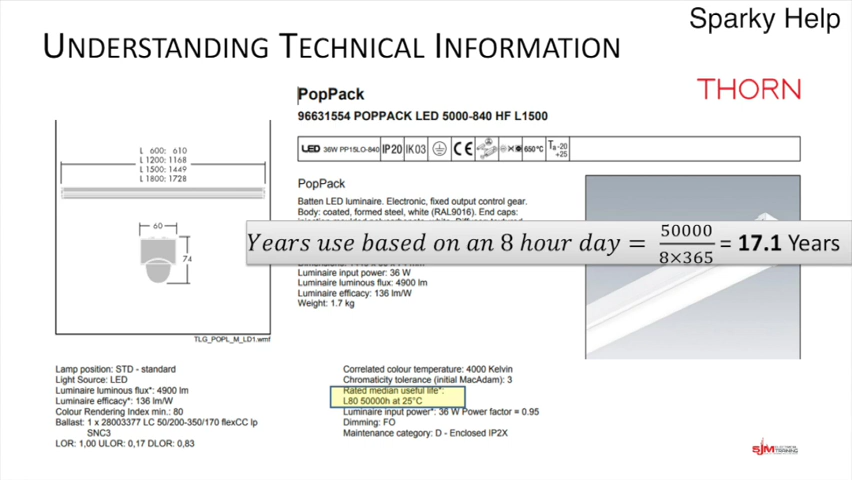 Sparky Help
UNDERSTANDING TECHNICAL INFORMATION
PopPack
THORN
96631554 POPPACK LED 5000-840 HF L1500
LED 36W PP15LO-840 IP20 IK03 CE 650°C Ta -20 +25
L 600: 610
L 1200: 1168
L 1500: 1449
L 1800: 1728
60
74
TLG_POPL_M_LD1.wmf
PopPack
Batten LED luminaire. Electronic, fixed output control gear.
Body: coated, formed steel, white (RAL9016). End caps:
Years use based on an 8 hour day = 50000 / 8×365 = 17.1 Years
Luminaire input power: 36 W
Luminaire luminous flux: 4900 lm
Luminaire efficacy: 136 lm/W
Weight: 1.7 kg
Lamp position: STD - standard
Light Source: LED
Luminaire luminous flux*: 4900 lm
Luminaire efficacy*: 136 lm/W
Colour Rendering Index min.: 80
Ballast: 1 x 28003377 LC 50/200-350/170 flexCC lp
SNC3
LOR: 1,00 ULOR: 0,17 DLOR: 0,83
Correlated colour temperature: 4000 Kelvin
Chromaticity tolerance (initial MacAdam): 3
Rated median useful life*:
L80 50000h at 25°C
Luminaire input power*: 36 W Power factor = 0.95
Dimming: FO
Maintenance category: D - Enclosed IP2X
SJM ELECTRICAL TRAINING